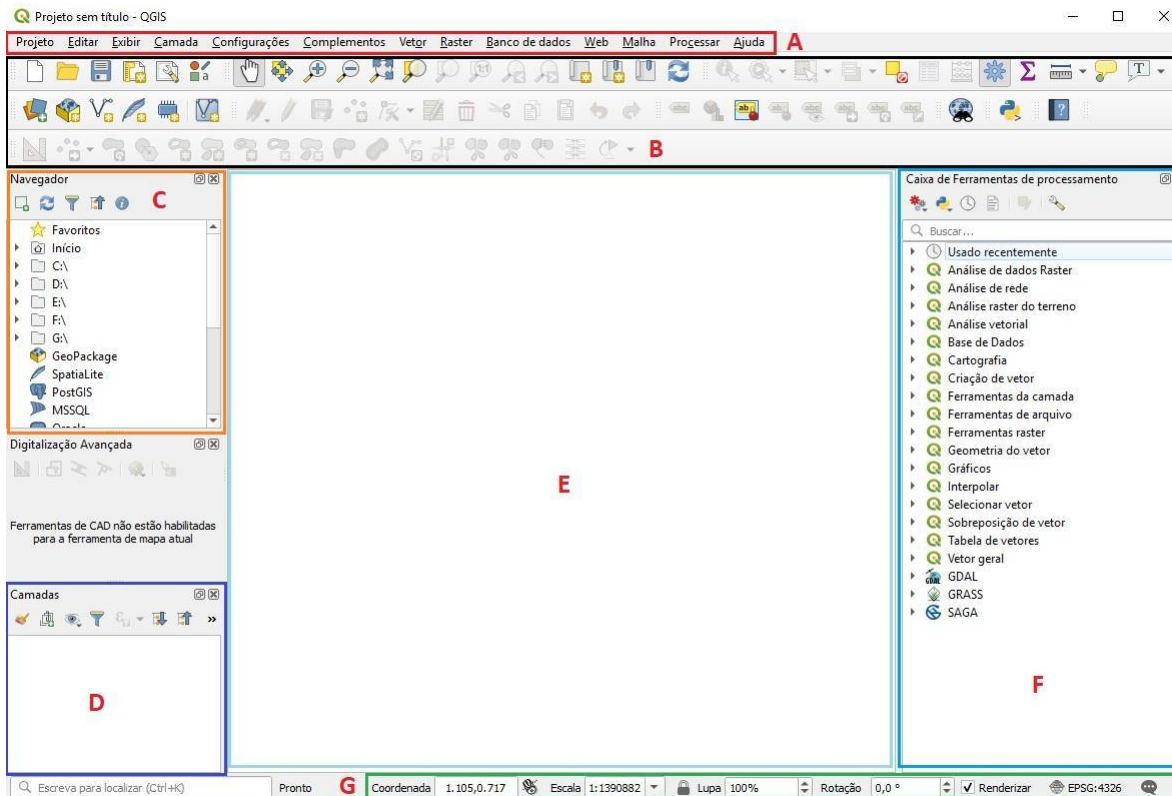 Projeto sem título - QGIS
Projeto Editar Exibir Camada Configurações Complementos Vetor Raster Banco de dados Web Malha Processar Ajuda A
B
Navegador
C
Favoritos
Início
C:\
D:\
E:\
F:\
G:\
GeoPackage
SpatiaLite
PostGIS
MSSQL
Oracle
Digitalização Avançada
Ferramentas de CAD não estão habilitadas
para a ferramenta de mapa atual
Camadas
D
E
Caixa de Ferramentas de processamento
Buscar...
Usado recentemente
Análise de dados Raster
Análise de rede
Análise raster do terreno
Análise vetorial
Base de Dados
Cartografia
Criação de vetor
Ferramentas da camada
Ferramentas de arquivo
Ferramentas raster
Geometria do vetor
Gráficos
Interpolar
Selecionar vetor
Sobreposição de vetor
Tabela de vetores
Vetor geral
GDAL
GRASS
SAGA
F
Escreva para localizar (Ctrl+K) Pronto G Coordenada 1.105,0.717 Escala 1:1390882 Lupa 100% Rotação 0,0 ° Renderizar EPSG:4326